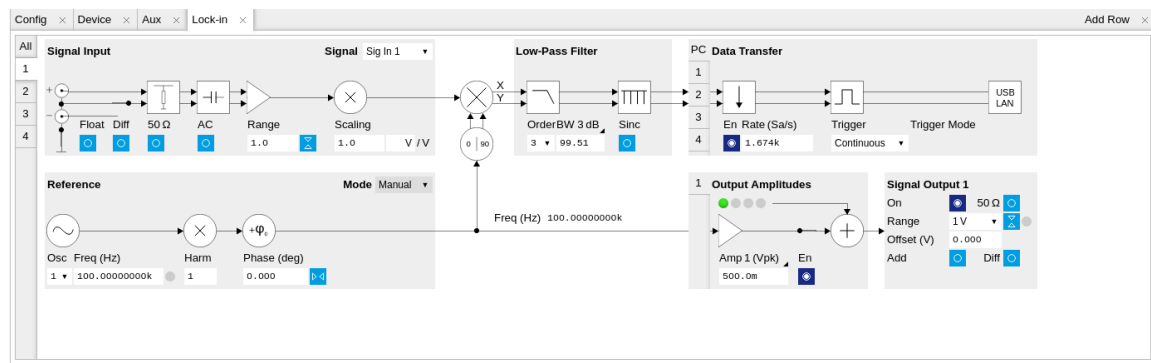 Config × Device × Aux × Lock-in × Add Row ×
All
1
2
3
4
Signal Input Signal Sig In 1
+
−
Float Diff 50 Ω AC Range Scaling
1.0 1.0 V / V
X
Y
0 90
Low-Pass Filter
Order BW 3 dB Sinc
3 99.51
PC Data Transfer
1
2
3
4
USB
LAN
En Rate (Sa/s) Trigger Trigger Mode
1.674k Continuous
Reference Mode Manual
+φ₀
Osc Freq (Hz) Harm Phase (deg)
1 100.00000000k 1 0.000
Freq (Hz) 100.00000000k
1 Output Amplitudes
+
Amp 1 (Vpk) En
500.0m
Signal Output 1
On 50 Ω
Range 1 V
Offset (V) 0.000
Add Diff